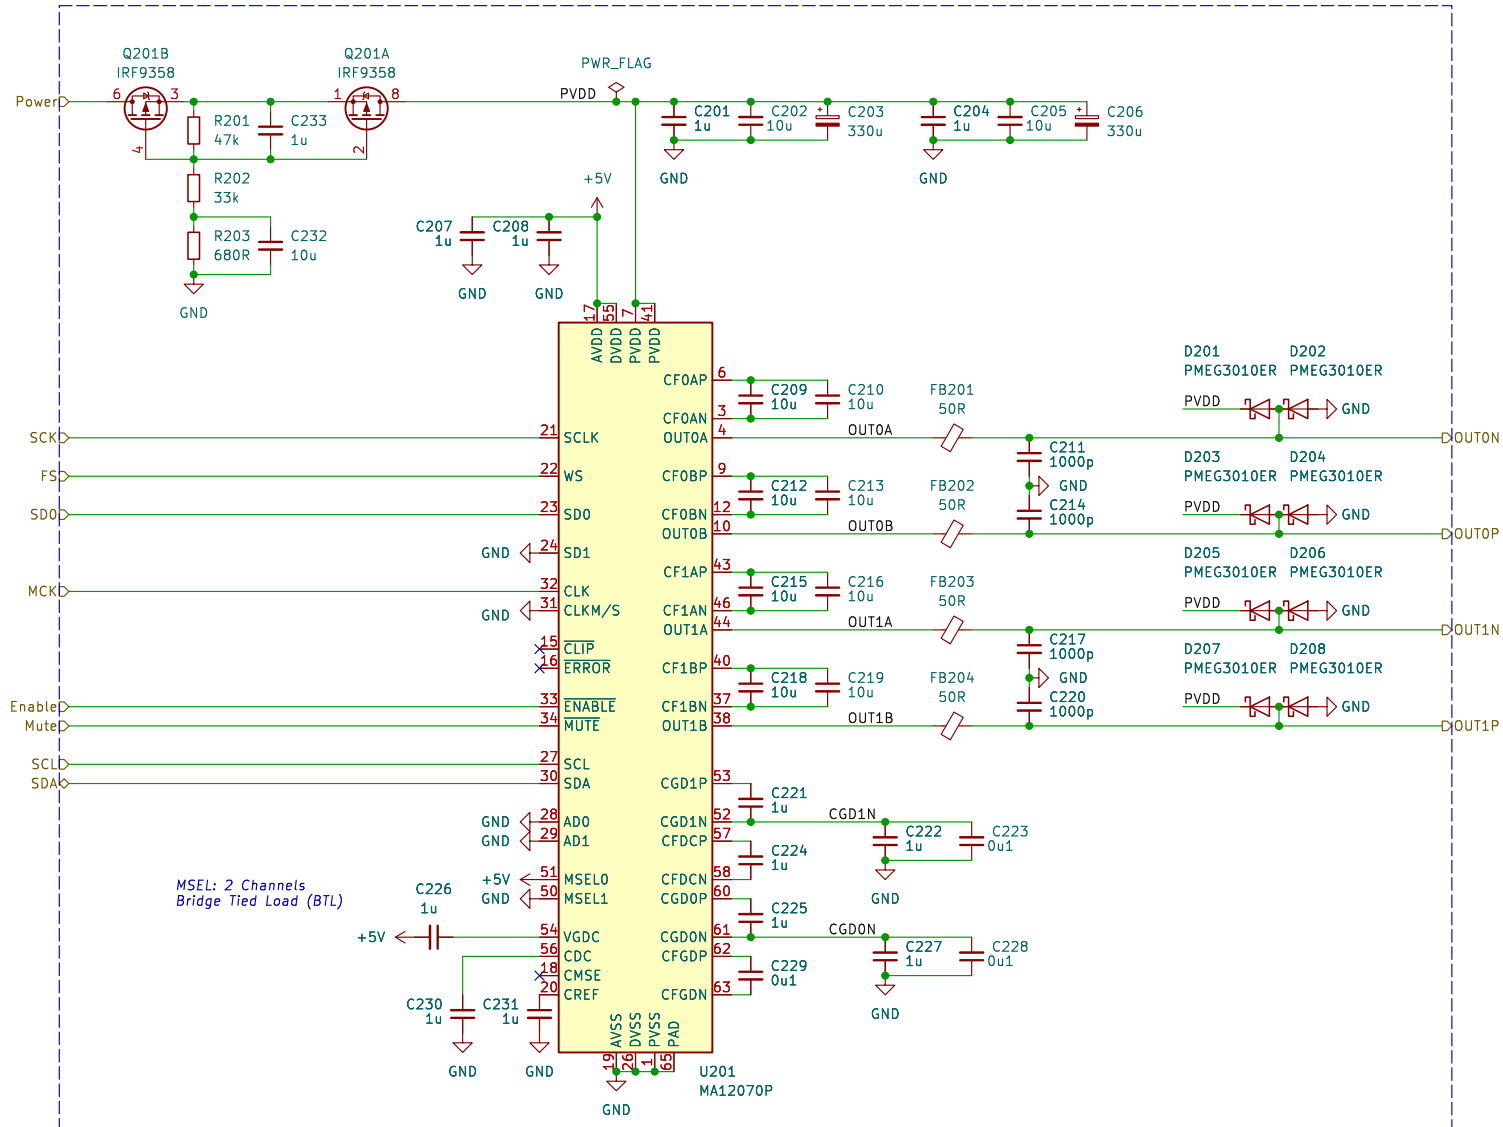 Q201B
IRF9358
Q201A
IRF9358
PWR_FLAG
Power
6
3
1
8
PVDD
4
2
R201
47k
C233
1u
C201
1u
C202
10u
C203
330u
C204
1u
C205
10u
C206
330u
GND
GND
R202
33k
+5V
R203
680R
C232
10u
C207
1u
C208
1u
GND
GND
GND
17
55
7
41
AVDD
DVDD
PVDD
PVDD
SCK
21
SCLK
FS
22
WS
SD0
23
SD0
GND
24
SD1
MCK
32
CLK
GND
31
CLKM/S
15
CLIP
16
ERROR
Enable
33
ENABLE
Mute
34
MUTE
SCL
27
SCL
SDA
30
SDA
GND
28
AD0
GND
29
AD1
+5V
51
MSEL0
GND
50
MSEL1
MSEL: 2 Channels
Bridge Tied Load (BTL)
C226
1u
+5V
54
VGDC
56
CDC
18
CMSE
20
CREF
C230
1u
C231
1u
GND
GND
AVSS
DVSS
PVSS
PAD
19
26
1
65
GND
U201
MA12070P
CF0AP
6
C209
10u
C210
10u
CF0AN
3
OUT0A
4
OUT0A
FB201
50R
CF0BP
9
C212
10u
C213
10u
CF0BN
12
OUT0B
10
OUT0B
FB202
50R
CF1AP
43
C215
10u
C216
10u
CF1AN
46
OUT1A
44
OUT1A
FB203
50R
CF1BP
40
C218
10u
C219
10u
CF1BN
37
OUT1B
38
OUT1B
FB204
50R
CGD1P
53
C221
1u
CGD1N
52
CGD1N
CFDCP
57
C222
1u
C223
0u1
C224
1u
CFDCN
58
GND
CGD0P
60
C225
1u
CGD0N
61
CGD0N
CFGDP
62
C227
1u
C228
0u1
C229
0u1
CFGDN
63
GND
D201
PMEG3010ER
D202
PMEG3010ER
PVDD
GND
OUT0N
C211
1000p
GND
C214
1000p
D203
PMEG3010ER
D204
PMEG3010ER
PVDD
GND
OUT0P
D205
PMEG3010ER
D206
PMEG3010ER
PVDD
GND
OUT1N
C217
1000p
GND
C220
1000p
D207
PMEG3010ER
D208
PMEG3010ER
PVDD
GND
OUT1P